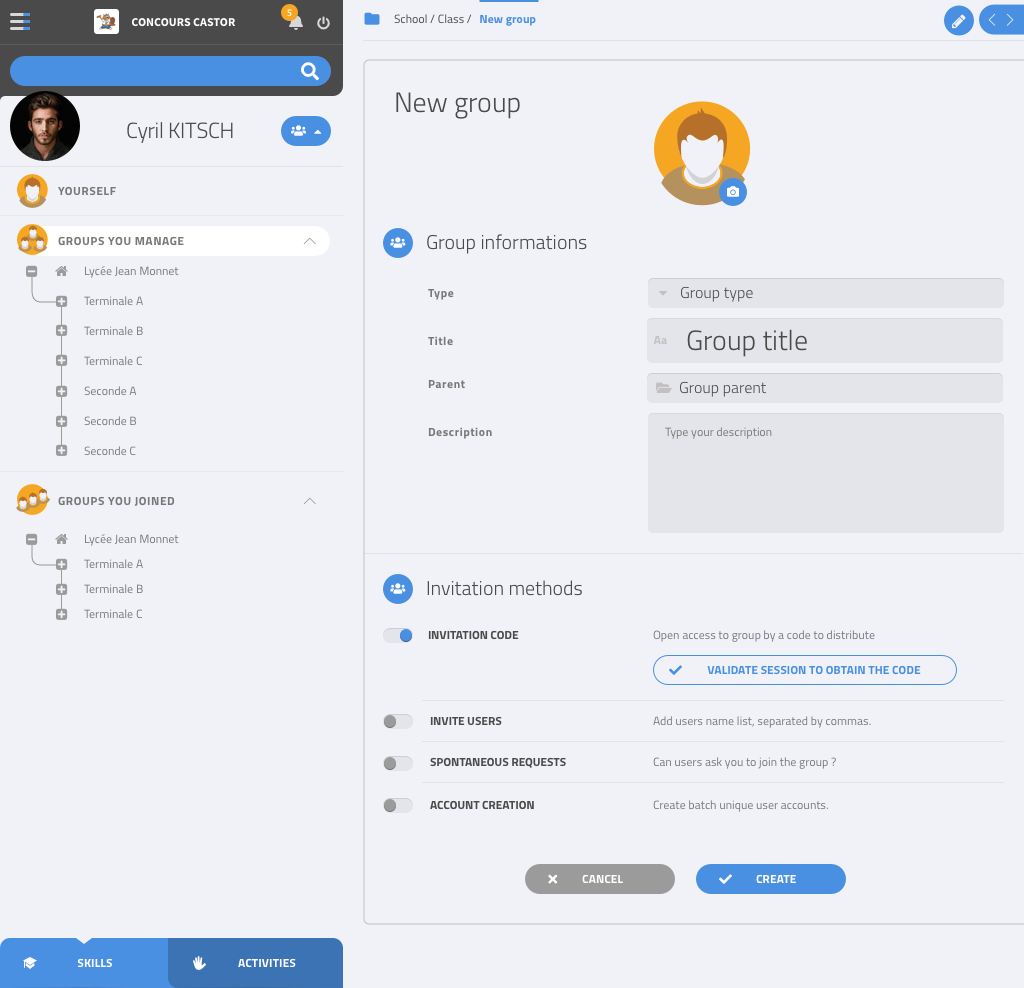 CONCOURS CASTOR
5
School / Class / New group
Cyril KITSCH
YOURSELF
GROUPS YOU MANAGE
Lycée Jean Monnet
Terminale A
Terminale B
Terminale C
Seconde A
Seconde B
Seconde C
GROUPS YOU JOINED
Lycée Jean Monnet
Terminale A
Terminale B
Terminale C
SKILLS
ACTIVITIES
New group
Group informations
Type
Group type
Title
Aa Group title
Parent
Group parent
Description
Type your description
Invitation methods
INVITATION CODE
Open access to group by a code to distribute
VALIDATE SESSION TO OBTAIN THE CODE
INVITE USERS
Add users name list, separated by commas.
SPONTANEOUS REQUESTS
Can users ask you to join the group ?
ACCOUNT CREATION
Create batch unique user accounts.
CANCEL
CREATE